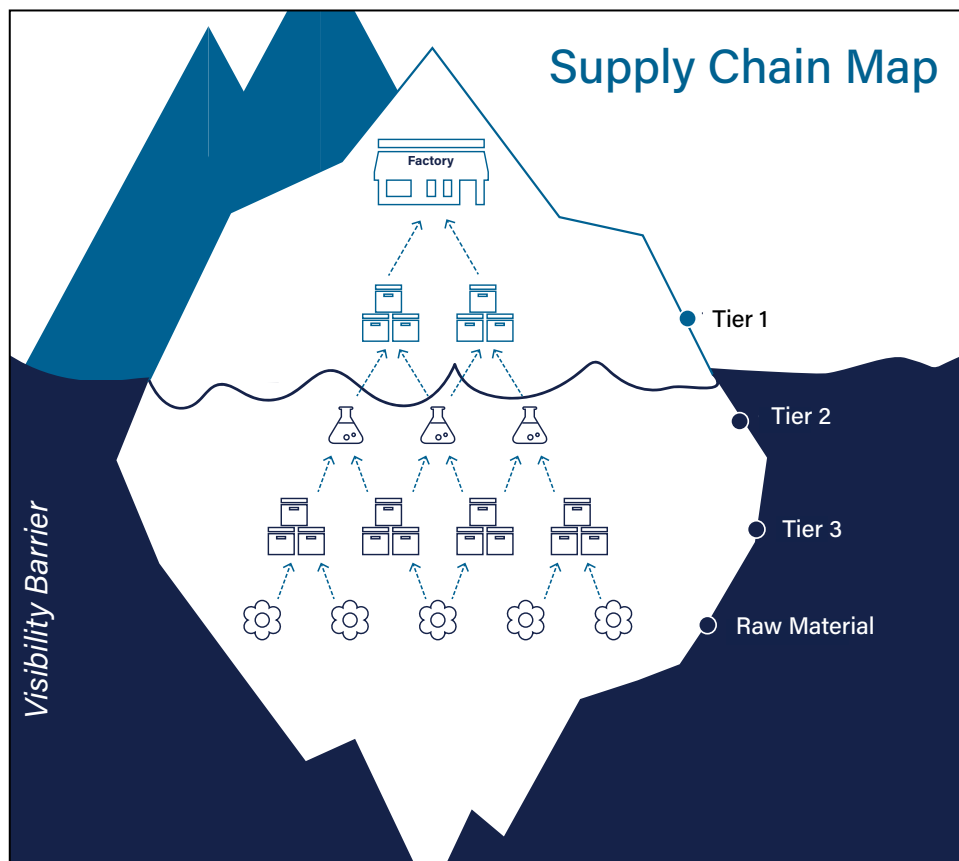 Supply Chain Map
Factory
Tier 1
Tier 2
Tier 3
Raw Material
Visibility Barrier